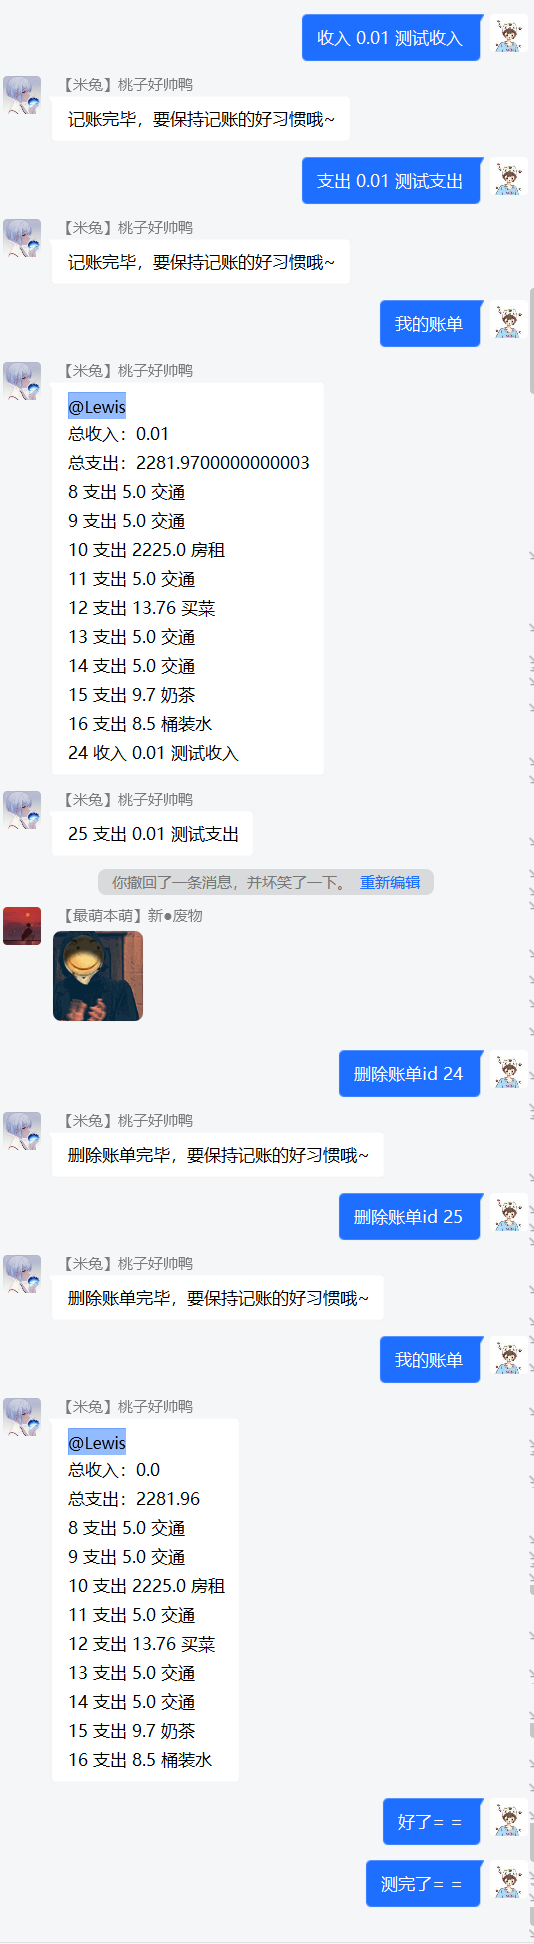 收入 0.01 测试收入
【米兔】桃子好帅鸭
记账完毕，要保持记账的好习惯哦~
支出 0.01 测试支出
【米兔】桃子好帅鸭
记账完毕，要保持记账的好习惯哦~
我的账单
【米兔】桃子好帅鸭
@Lewis
总收入：0.01
总支出：2281.9700000000003
8 支出 5.0 交通
9 支出 5.0 交通
10 支出 2225.0 房租
11 支出 5.0 交通
12 支出 13.76 买菜
13 支出 5.0 交通
14 支出 5.0 交通
15 支出 9.7 奶茶
16 支出 8.5 桶装水
24 收入 0.01 测试收入
【米兔】桃子好帅鸭
25 支出 0.01 测试支出
你撤回了一条消息，并坏笑了一下。 重新编辑
【最萌本萌】新●废物
删除账单id 24
【米兔】桃子好帅鸭
删除账单完毕，要保持记账的好习惯哦~
删除账单id 25
【米兔】桃子好帅鸭
删除账单完毕，要保持记账的好习惯哦~
我的账单
【米兔】桃子好帅鸭
@Lewis
总收入：0.0
总支出：2281.96
8 支出 5.0 交通
9 支出 5.0 交通
10 支出 2225.0 房租
11 支出 5.0 交通
12 支出 13.76 买菜
13 支出 5.0 交通
14 支出 5.0 交通
15 支出 9.7 奶茶
16 支出 8.5 桶装水
好了= =
测完了= =